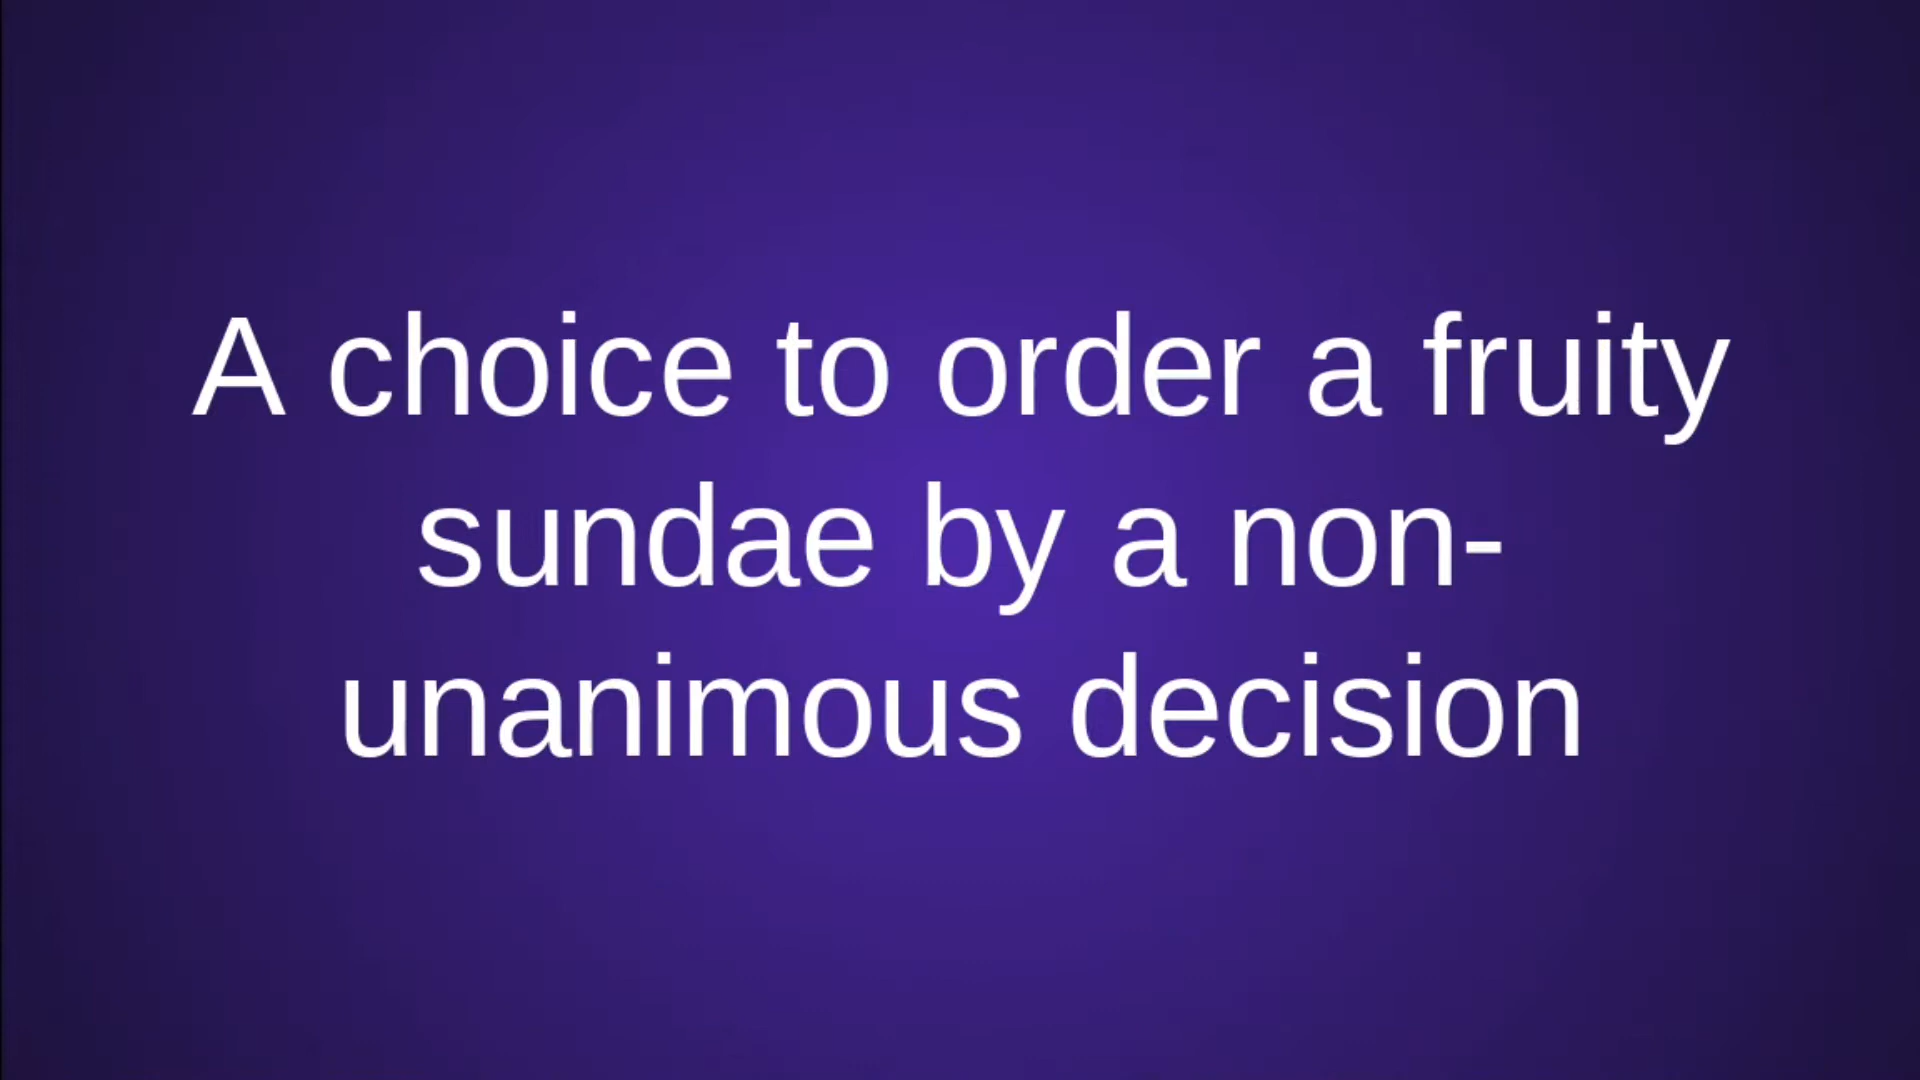 A choice to order a fruity
sundae by a non-
unanimous decision